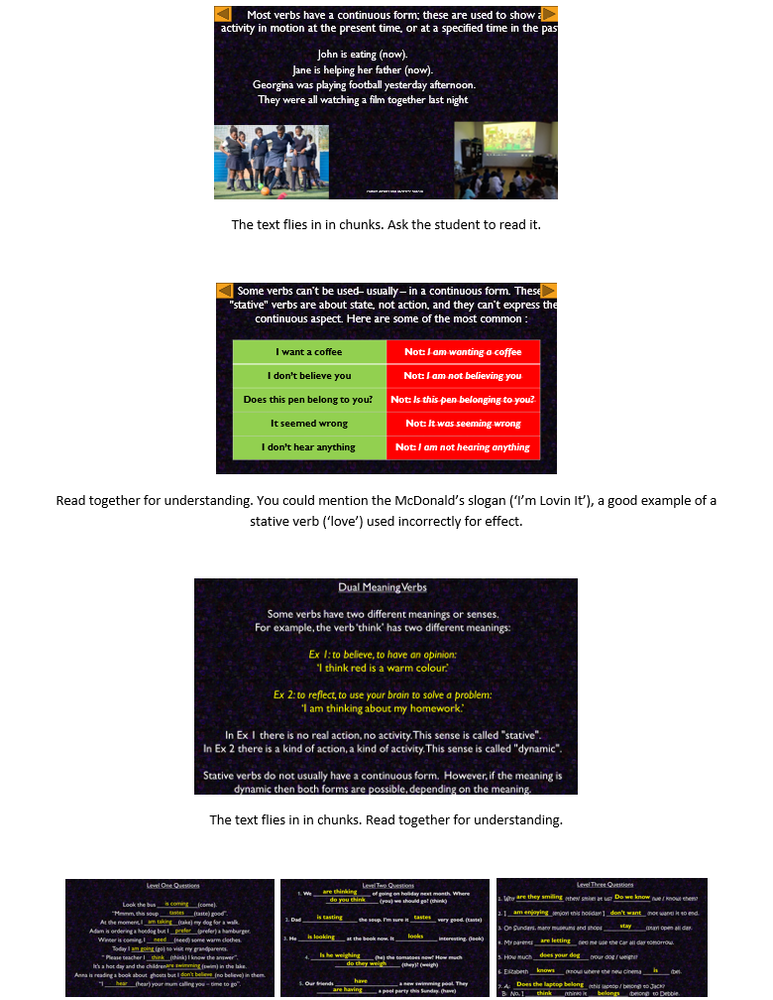 Most verbs have a continuous form; these are used to show a
activity in motion at the present time, or at a specified time in the pas
John is eating (now).
Jane is helping her father (now).
Georgina was playing football yesterday afternoon.
They were all watching a film together last night
The text flies in in chunks. Ask the student to read it.
Some verbs can't be used– usually – in a continuous form. These
"stative" verbs are about state, not action, and they can't express the
continuous aspect. Here are some of the most common :
I want a coffee Not: I am wanting a coffee
I don't believe you Not: I am not believing you
Does this pen belong to you? Not: Is this pen belonging to you?
It seemed wrong Not: It was seeming wrong
I don't hear anything Not: I am not hearing anything
Read together for understanding. You could mention the McDonald's slogan ('I'm Lovin It'), a good example of a
stative verb ('love') used incorrectly for effect.
Dual Meaning Verbs
Some verbs have two different meanings or senses.
For example, the verb 'think' has two different meanings:
Ex 1: to believe, to have an opinion:
'I think red is a warm colour.'
Ex 2: to reflect, to use your brain to solve a problem:
'I am thinking about my homework.'
In Ex 1 there is no real action, no activity. This sense is called "stative".
In Ex 2 there is a kind of action, a kind of activity. This sense is called "dynamic".
Stative verbs do not usually have a continuous form. However, if the meaning is
dynamic then both forms are possible, depending on the meaning.
The text flies in in chunks. Read together for understanding.
Level One Questions
Look the bus is coming (come).
"Mmmm, this soup tastes (taste) good".
At the moment, I am taking (take) my dog for a walk.
Adam is ordering a hotdog but I prefer (prefer) a hamburger.
Winter is coming, I need (need) some warm clothes.
Today I am going (go) to visit my grandparents.
" Please teacher I think (think) I know the answer".
It's a hot day and the children are swimming (swim) in the lake.
Anna is reading a book about ghosts but I don't believe (no believe) in them.
"I hear (hear) your mum calling you – time to go".
Level Two Questions
1. We are thinking of going on holiday next month. Where
do you think (you) we should go? (think)
2. Dad is tasting the soup. I'm sure it tastes very good. (taste)
3. He is looking at the book now. It looks interesting. (look)
4. Is he weighing (he) the tomatoes now? How much
do they weigh (they)? (weigh)
5. Our friends have a new swimming pool. They
are having a pool party this Sunday. (have)
Level Three Questions
1. Why are they smiling (they/ smile) at us? Do we know (we / know) them?
2. I am enjoying (enjoy) this holiday! I don't want (not want) is to end.
3. On Sundays, many museums and shops stay (stay) open all day.
4. My parents are letting (let) me use the car all day tomorrow.
5. How much does your dog (your dog / weigh)?
6. Elizabeth knows (know) where the new cinema is (be).
7. A: Does the laptop belong (this laptop / belong) to Jack?
B: No, I think (think) it belongs (belong) to Debbie.